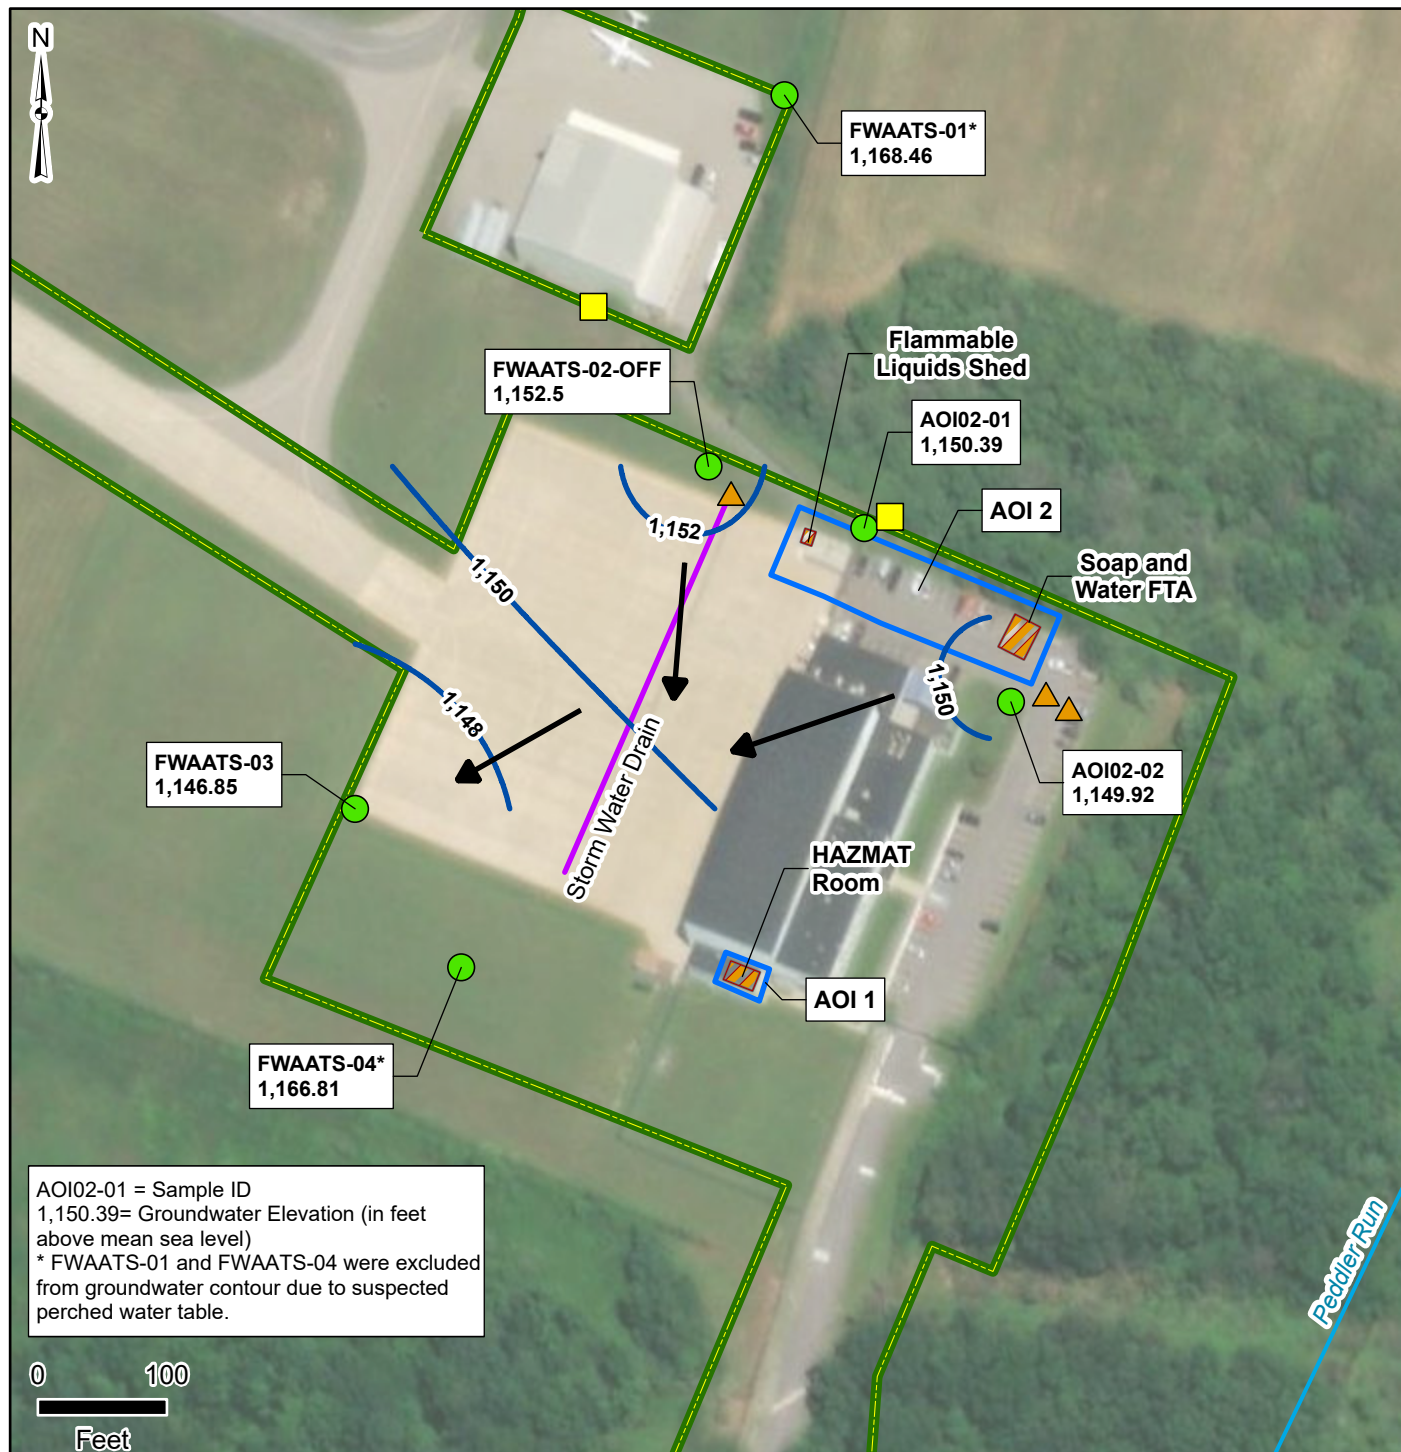 N
FWAATS-01*
1,168.46
Flammable
Liquids Shed
FWAATS-02-OFF
1,152.5
AOI02-01
1,150.39
AOI 2
1,152
Soap and
Water FTA
1,150
1,150
1,148
FWAATS-03
1,146.85
Storm Water Drain
AOI02-02
1,149.92
HAZMAT
Room
AOI 1
FWAATS-04*
1,166.81
AOI02-01 = Sample ID
1,150.39= Groundwater Elevation (in feet
above mean sea level)
* FWAATS-01 and FWAATS-04 were excluded
from groundwater contour due to suspected
perched water table.
Peddler Run
0 100
Feet